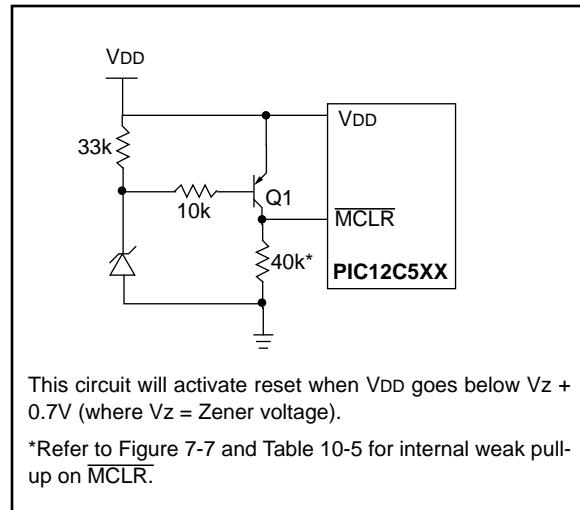 VDD
VDD
33k
Q1
10k
MCLR
40k*
PIC12C5XX
This circuit will activate reset when VDD goes below Vz +
0.7V (where Vz = Zener voltage).
*Refer to Figure 7-7 and Table 10-5 for internal weak pull-
up on MCLR.